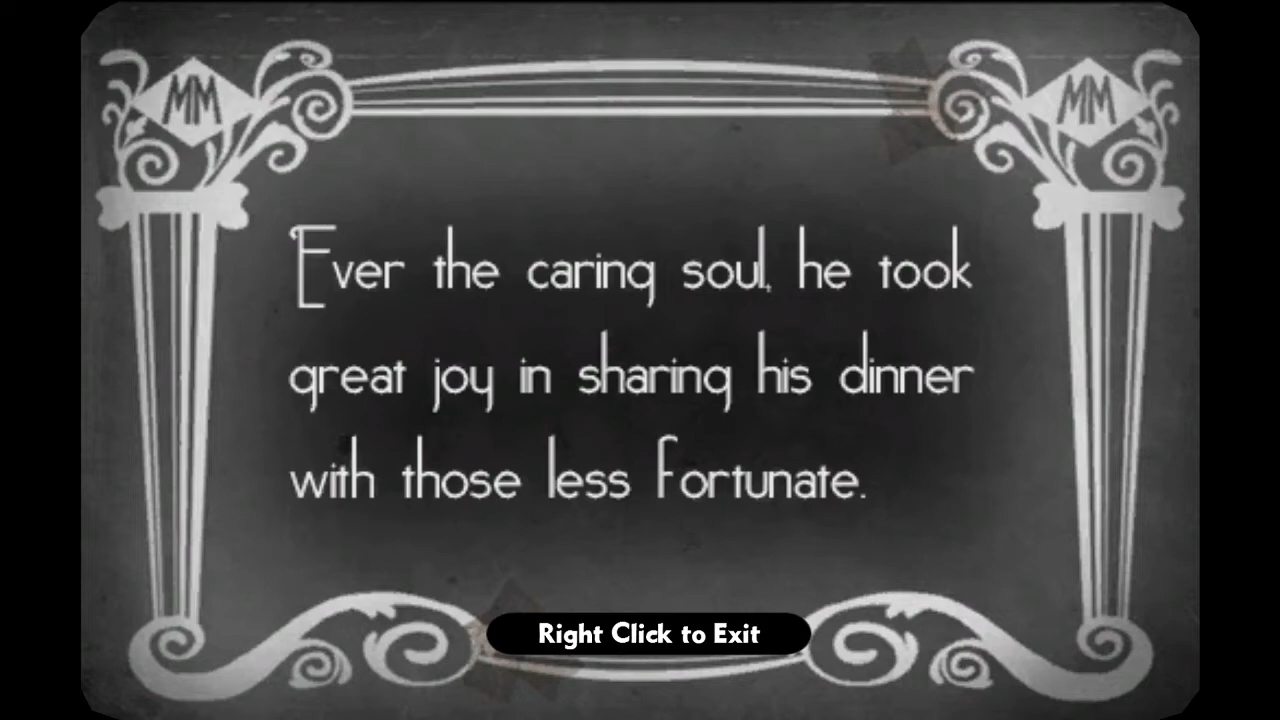 MM MM
Ever the caring soul, he took
great joy in sharing his dinner
with those less fortunate.
Right Click to Exit